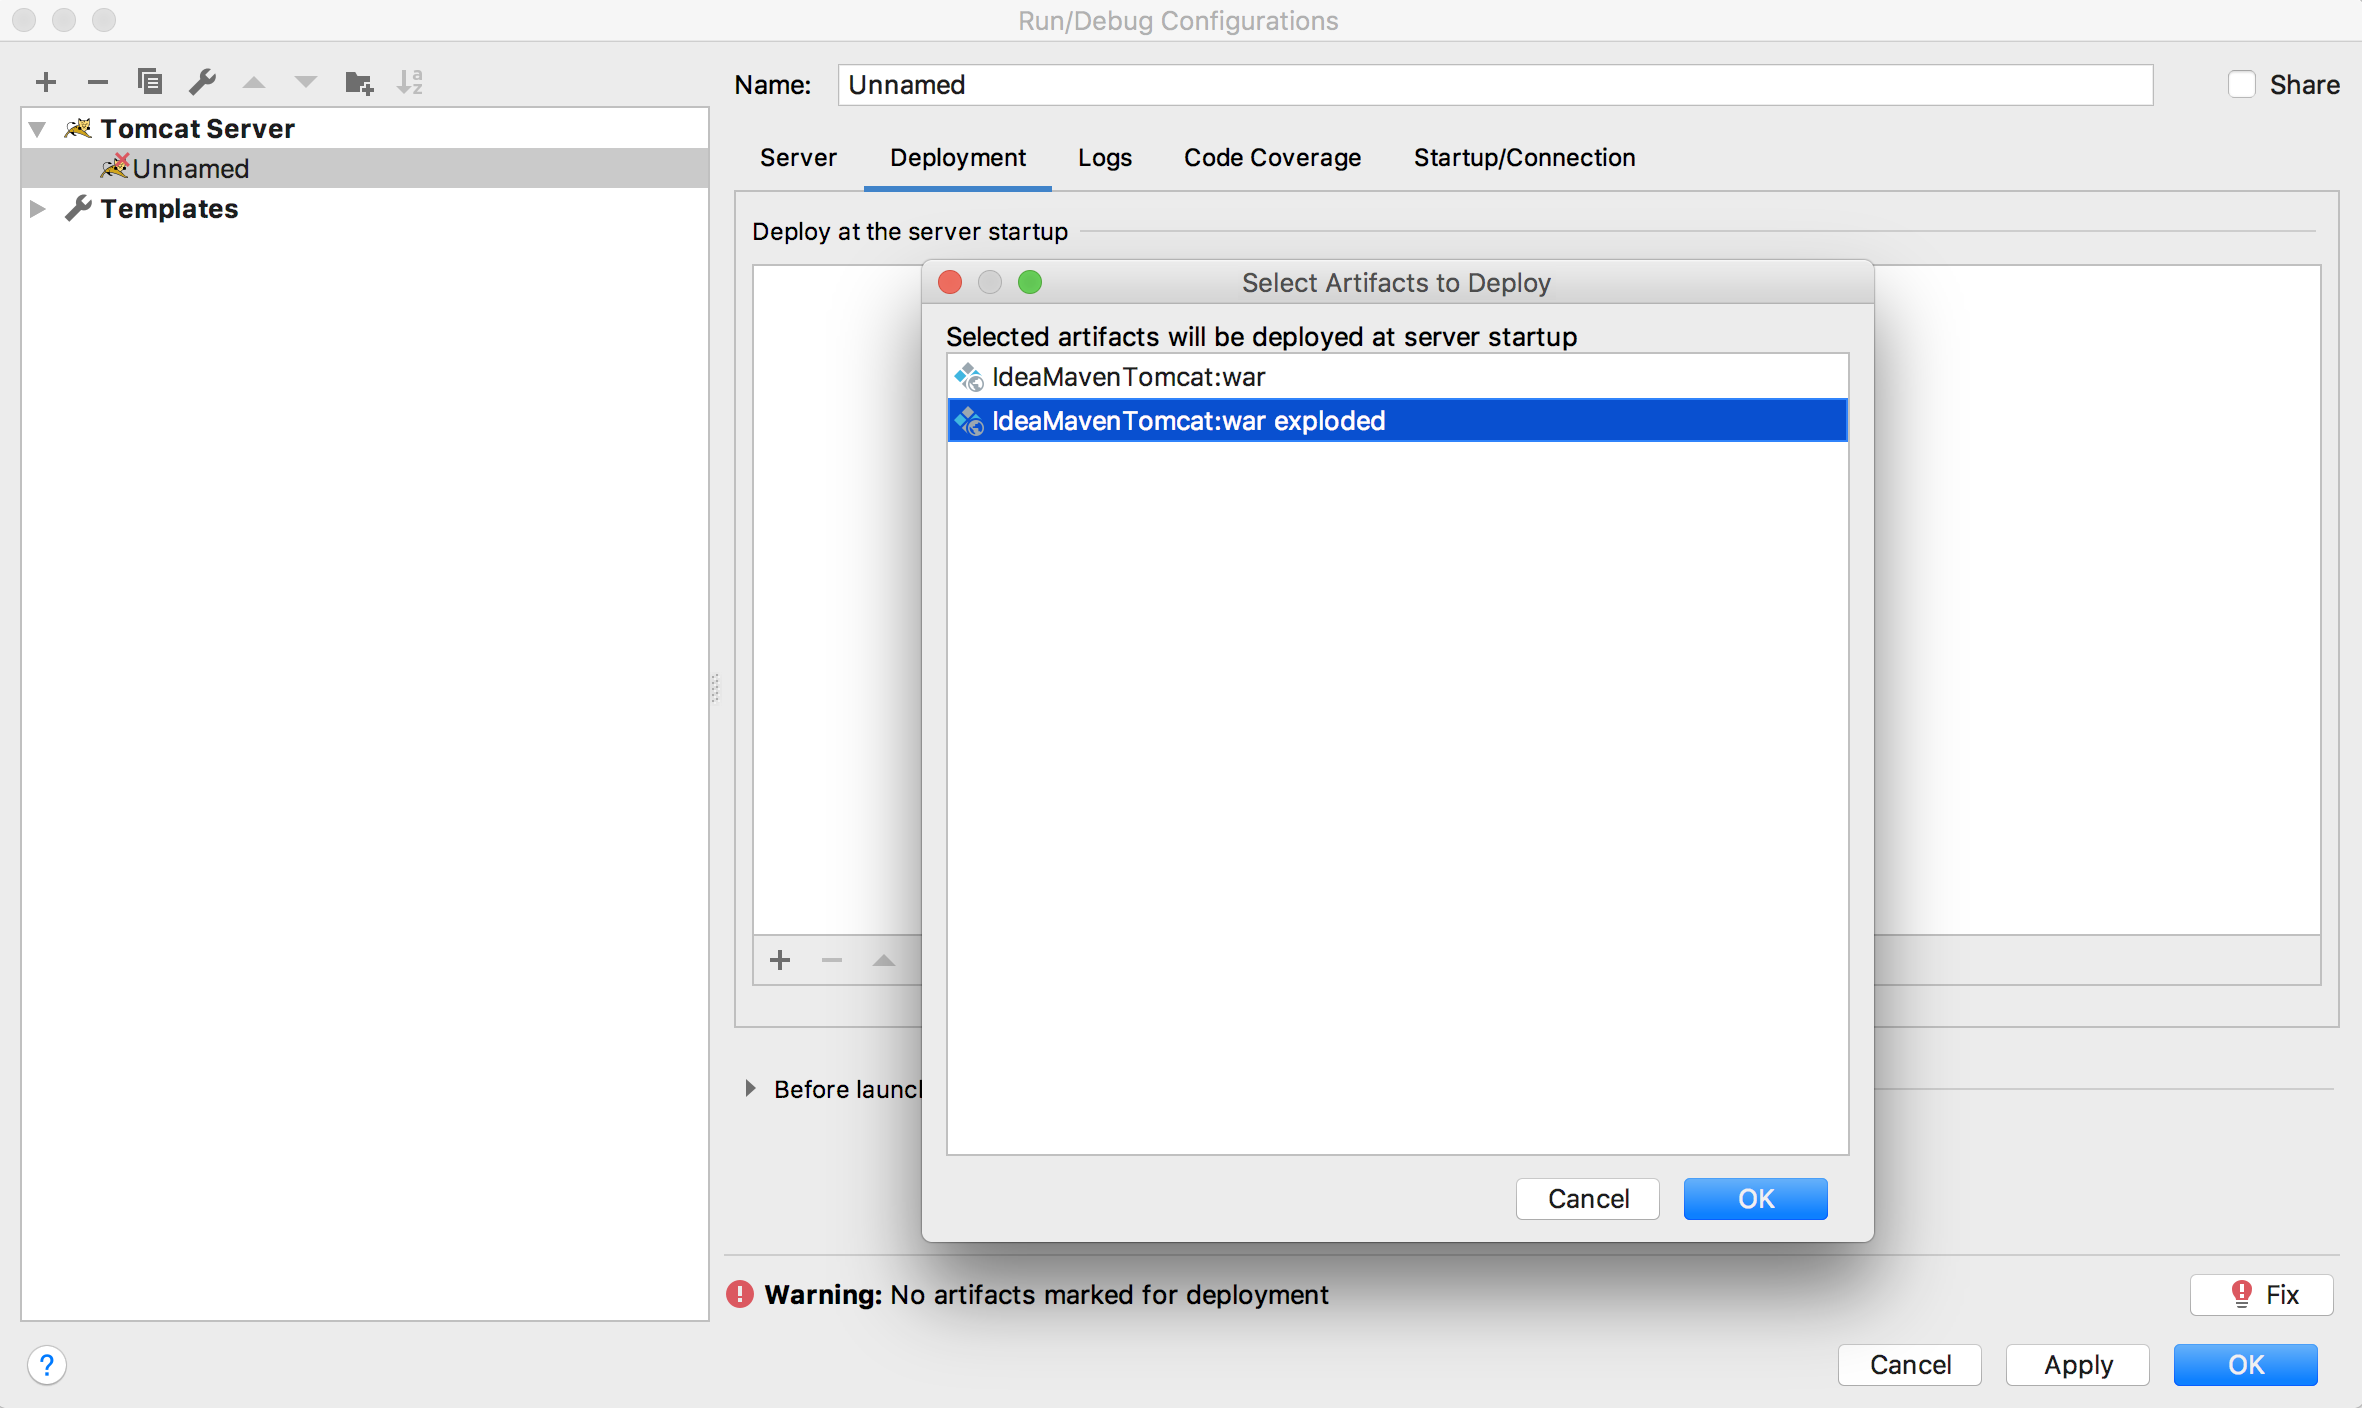 Run/Debug Configurations
Name: Unnamed Share
Tomcat Server
Unnamed
Templates
Server Deployment Logs Code Coverage Startup/Connection
Deploy at the server startup
Select Artifacts to Deploy
Selected artifacts will be deployed at server startup
IdeaMavenTomcat:war
IdeaMavenTomcat:war exploded
Before launch
Cancel OK
Warning: No artifacts marked for deployment
Fix
? Cancel Apply OK